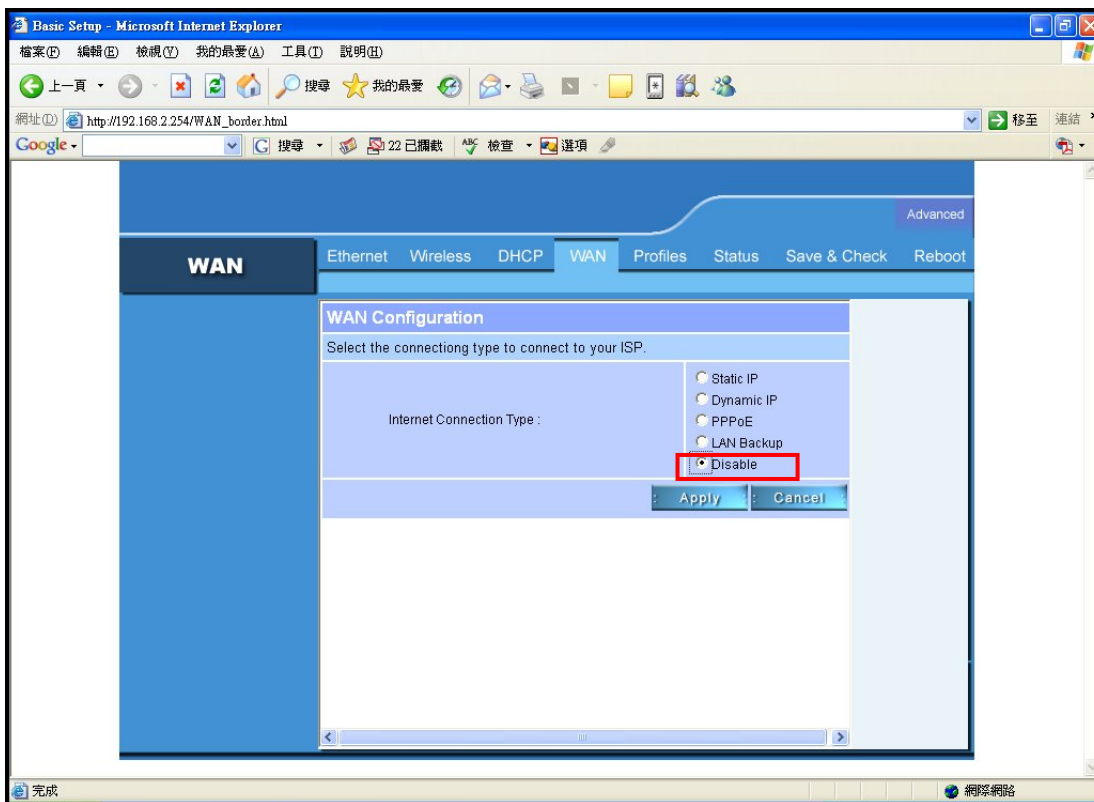 Basic Setup - Microsoft Internet Explorer
檔案(F) 編輯(E) 檢視(V) 我的最愛(A) 工具(T) 說明(H)
上一頁 搜尋 我的最愛
網址(D) http://192.168.2.254/WAN_border.html 移至 連結 »
Google G 搜尋 22 已攔截 ABC 檢查 選項
Advanced
WAN
Ethernet Wireless DHCP WAN Profiles Status Save & Check Reboot
WAN Configuration
Select the connectiong type to connect to your ISP.
Internet Connection Type :
Static IP
Dynamic IP
PPPoE
LAN Backup
Disable
Apply Cancel
完成 網際網路